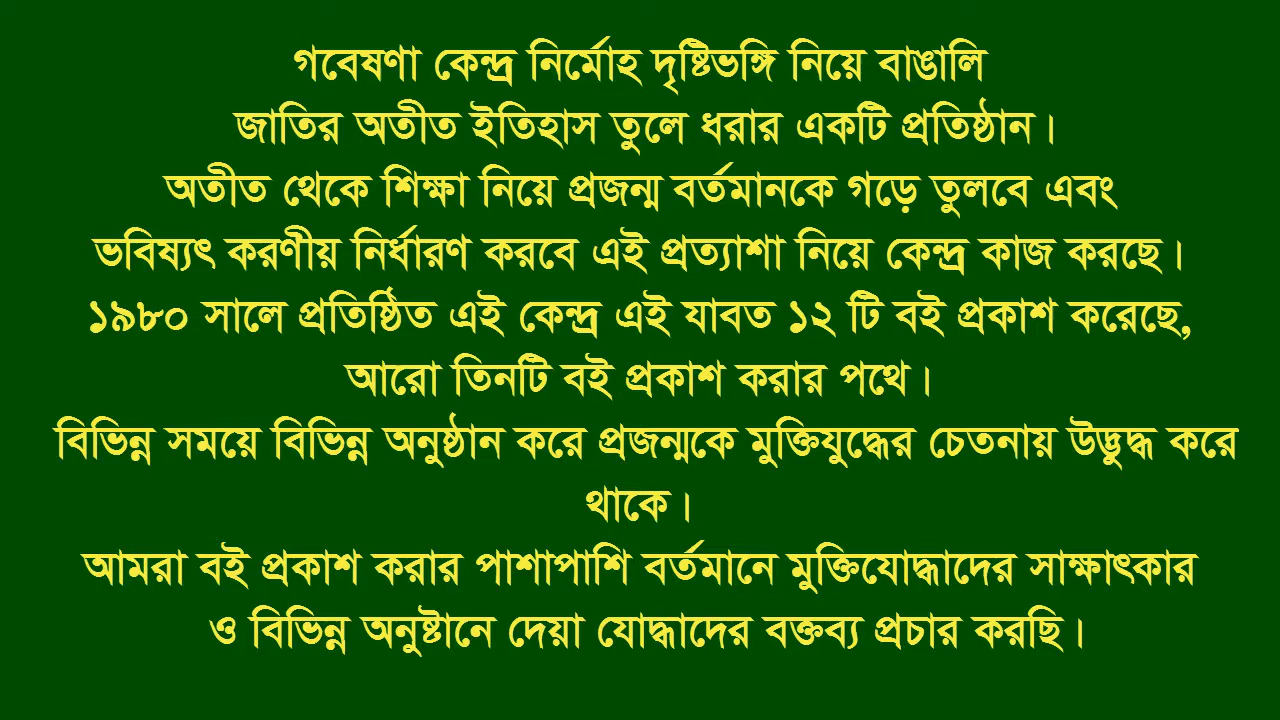 গবেষণা কেন্দ্র নির্মোহ দৃষ্টিভঙ্গি নিয়ে বাঙালি
জাতির অতীত ইতিহাস তুলে ধরার একটি প্রতিষ্ঠান।
অতীত থেকে শিক্ষা নিয়ে প্রজন্ম বর্তমানকে গড়ে তুলবে এবং
ভবিষ্যৎ করণীয় নির্ধারণ করবে এই প্রত্যাশা নিয়ে কেন্দ্র কাজ করছে।
১৯৮০ সালে প্রতিষ্ঠিত এই কেন্দ্র এই যাবত ১২ টি বই প্রকাশ করেছে,
আরো তিনটি বই প্রকাশ করার পথে।
বিভিন্ন সময়ে বিভিন্ন অনুষ্ঠান করে প্রজন্মকে মুক্তিযুদ্ধের চেতনায় উদ্ভুদ্ধ করে
থাকে।
আমরা বই প্রকাশ করার পাশাপাশি বর্তমানে মুক্তিযোদ্ধাদের সাক্ষাৎকার
ও বিভিন্ন অনুষ্টানে দেয়া যোদ্ধাদের বক্তব্য প্রচার করছি।